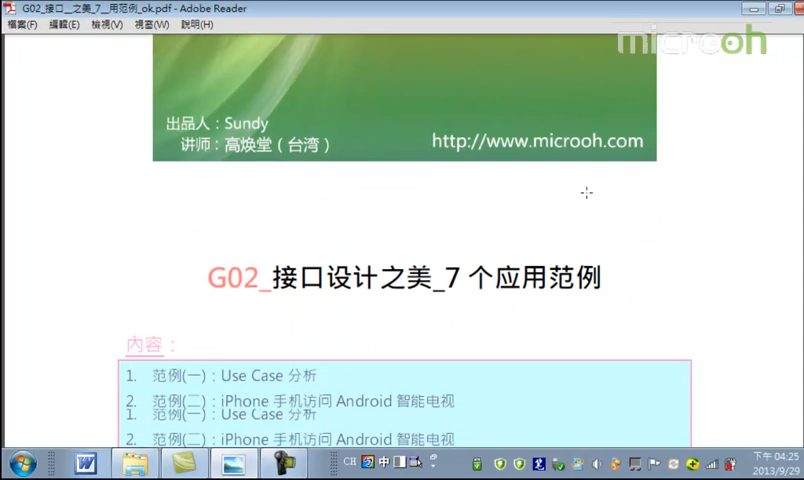 G02_接口__之美_7__用范例_ok.pdf - Adobe Reader
檔案(F) 編輯(E) 檢視(V) 視窗(W) 說明(H)
microoh
出品人：Sundy
讲师：高焕堂（台湾）
http://www.microoh.com
G02_接口设计之美_7 个应用范例
內容：
1. 范例(一)：Use Case 分析
2. 范例(二)：iPhone 手机访问 Android 智能电视
1. 范例(一)：Use Case 分析
2. 范例(二)：iPhone 手机访问 Android 智能电视
CH 中
下午 04:25
2013/9/29